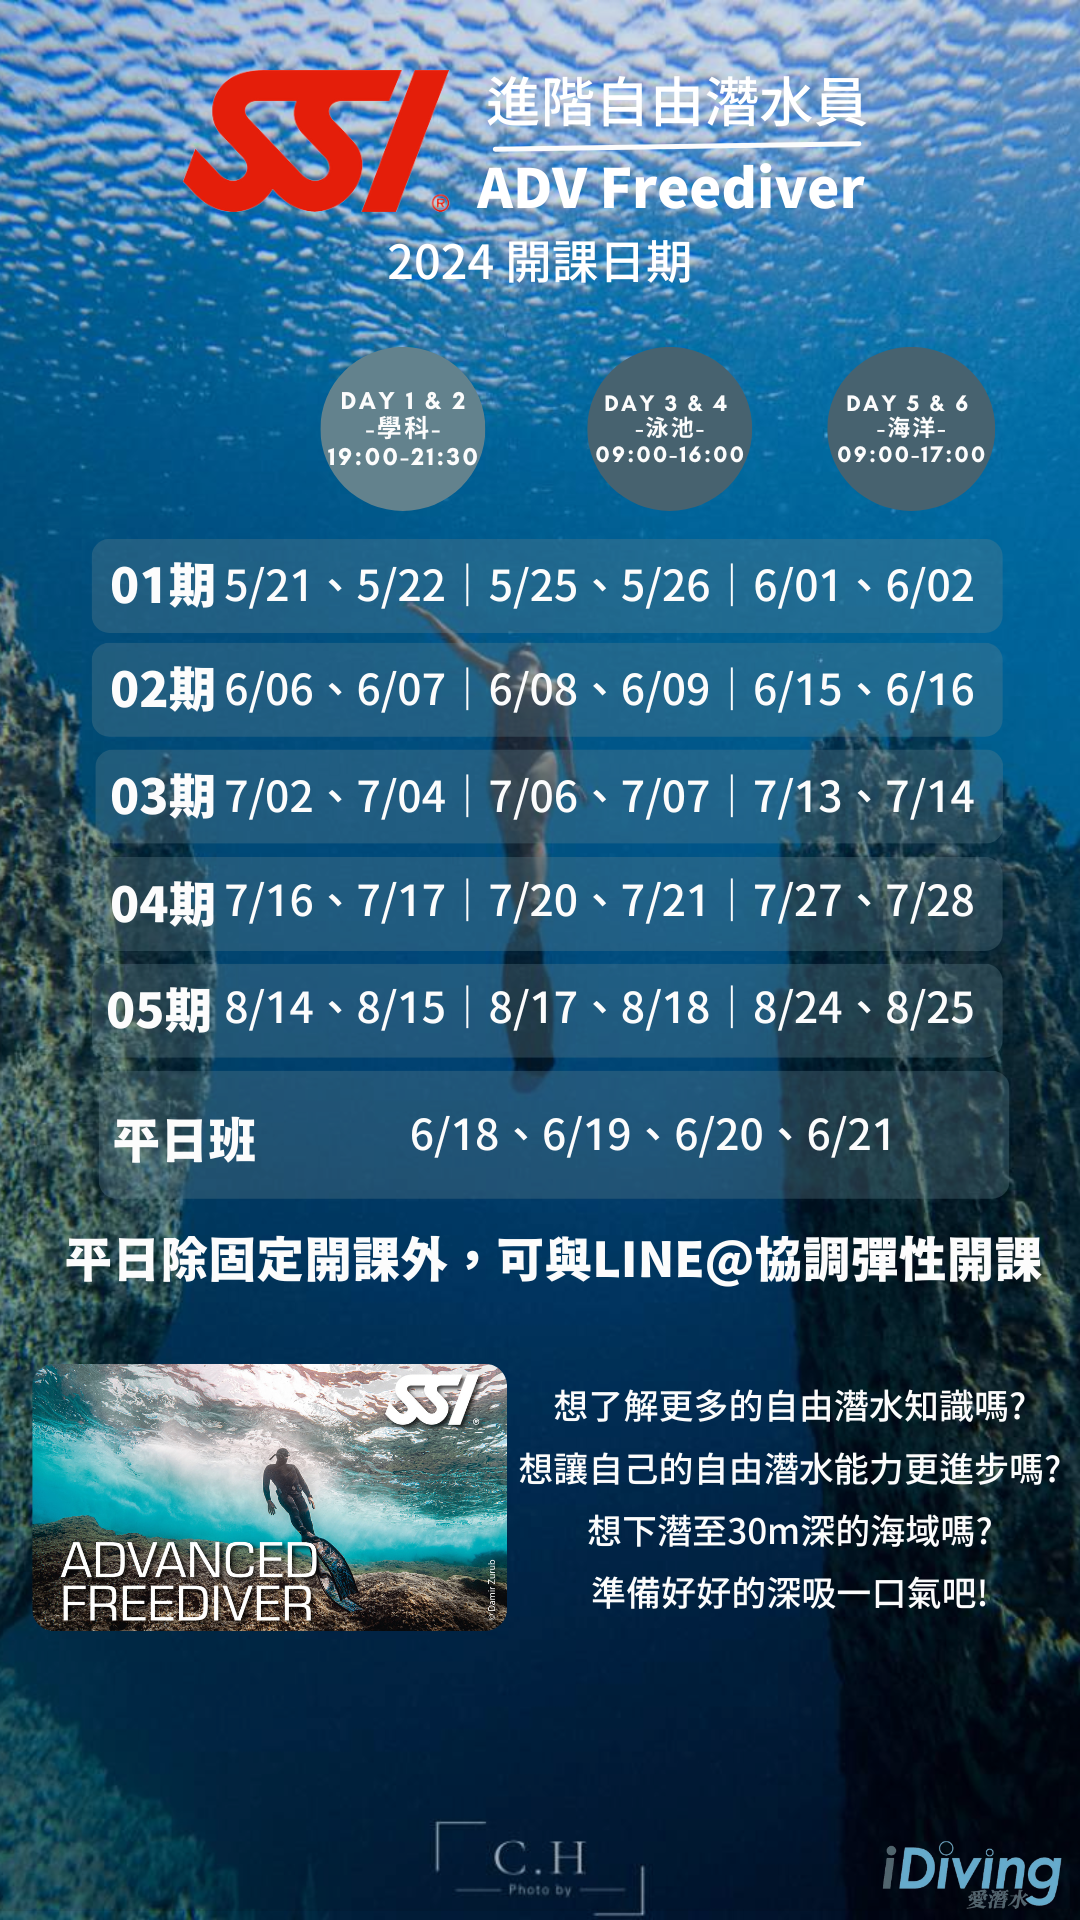 SSI®
進階自由潛水員
ADV Freediver
2024 開課日期
DAY 1 & 2
-學科-
19:00-21:30
DAY 3 & 4
-泳池-
09:00-16:00
DAY 5 & 6
-海洋-
09:00-17:00
01期 5/21、5/22｜5/25、5/26｜6/01、6/02
02期 6/06、6/07｜6/08、6/09｜6/15、6/16
03期 7/02、7/04｜7/06、7/07｜7/13、7/14
04期 7/16、7/17｜7/20、7/21｜7/27、7/28
05期 8/14、8/15｜8/17、8/18｜8/24、8/25
平日班 6/18、6/19、6/20、6/21
平日除固定開課外，可與LINE@協調彈性開課
SSI®
ADVANCED
FREEDIVER
Damir Zurub
想了解更多的自由潛水知識嗎?
想讓自己的自由潛水能力更進步嗎?
想下潛至30m深的海域嗎?
準備好好的深吸一口氣吧!
C.H
Photo by
iDiving
愛潛水